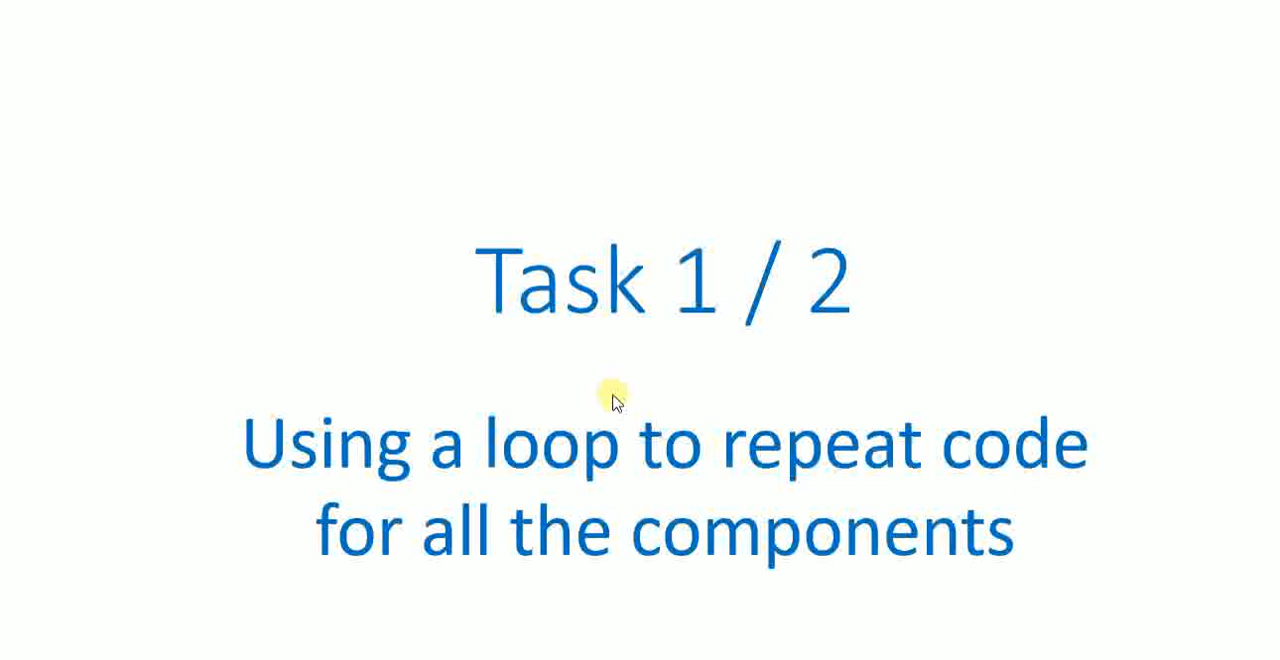 Task 1 / 2
Using a loop to repeat code
for all the components